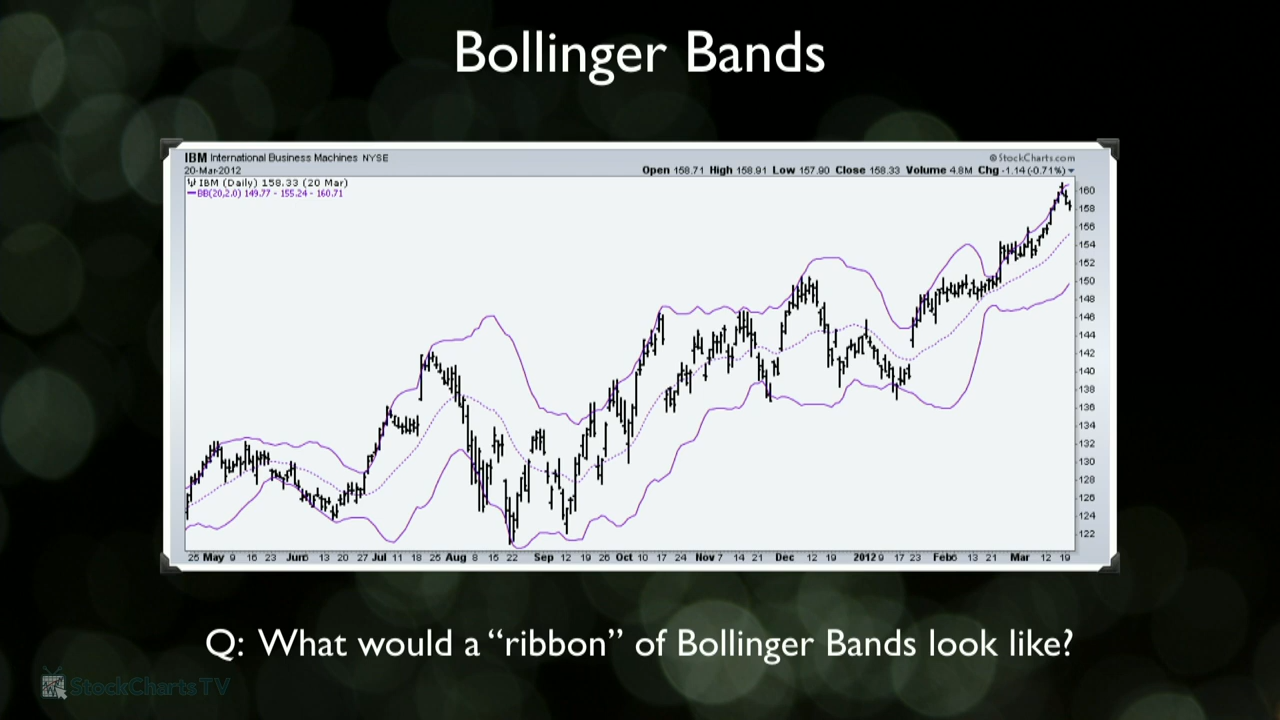 Bollinger Bands
IBM International Business Machines NYSE
© StockCharts.com
20-Mar-2012
Open 158.71 High 158.91 Low 157.90 Close 158.33 Volume 4.8M Chg -1.14 (-0.71%)
IBM (Daily) 158.33 (20 Mar)
BB(20,2.0) 149.77 - 155.24 - 160.71
160
158
156
154
152
150
148
146
144
142
140
138
136
134
132
130
128
126
124
122
25 May 9 16 23 Jun 6 13 20 27 Jul 11 18 25 Aug 8 15 22 Sep 12 19 26 Oct 10 17 24 Nov 7 14 21 Dec 12 19 2012 9 17 23 Feb 6 13 21 Mar 12 19
Q: What would a “ribbon” of Bollinger Bands look like?
StockCharts TV